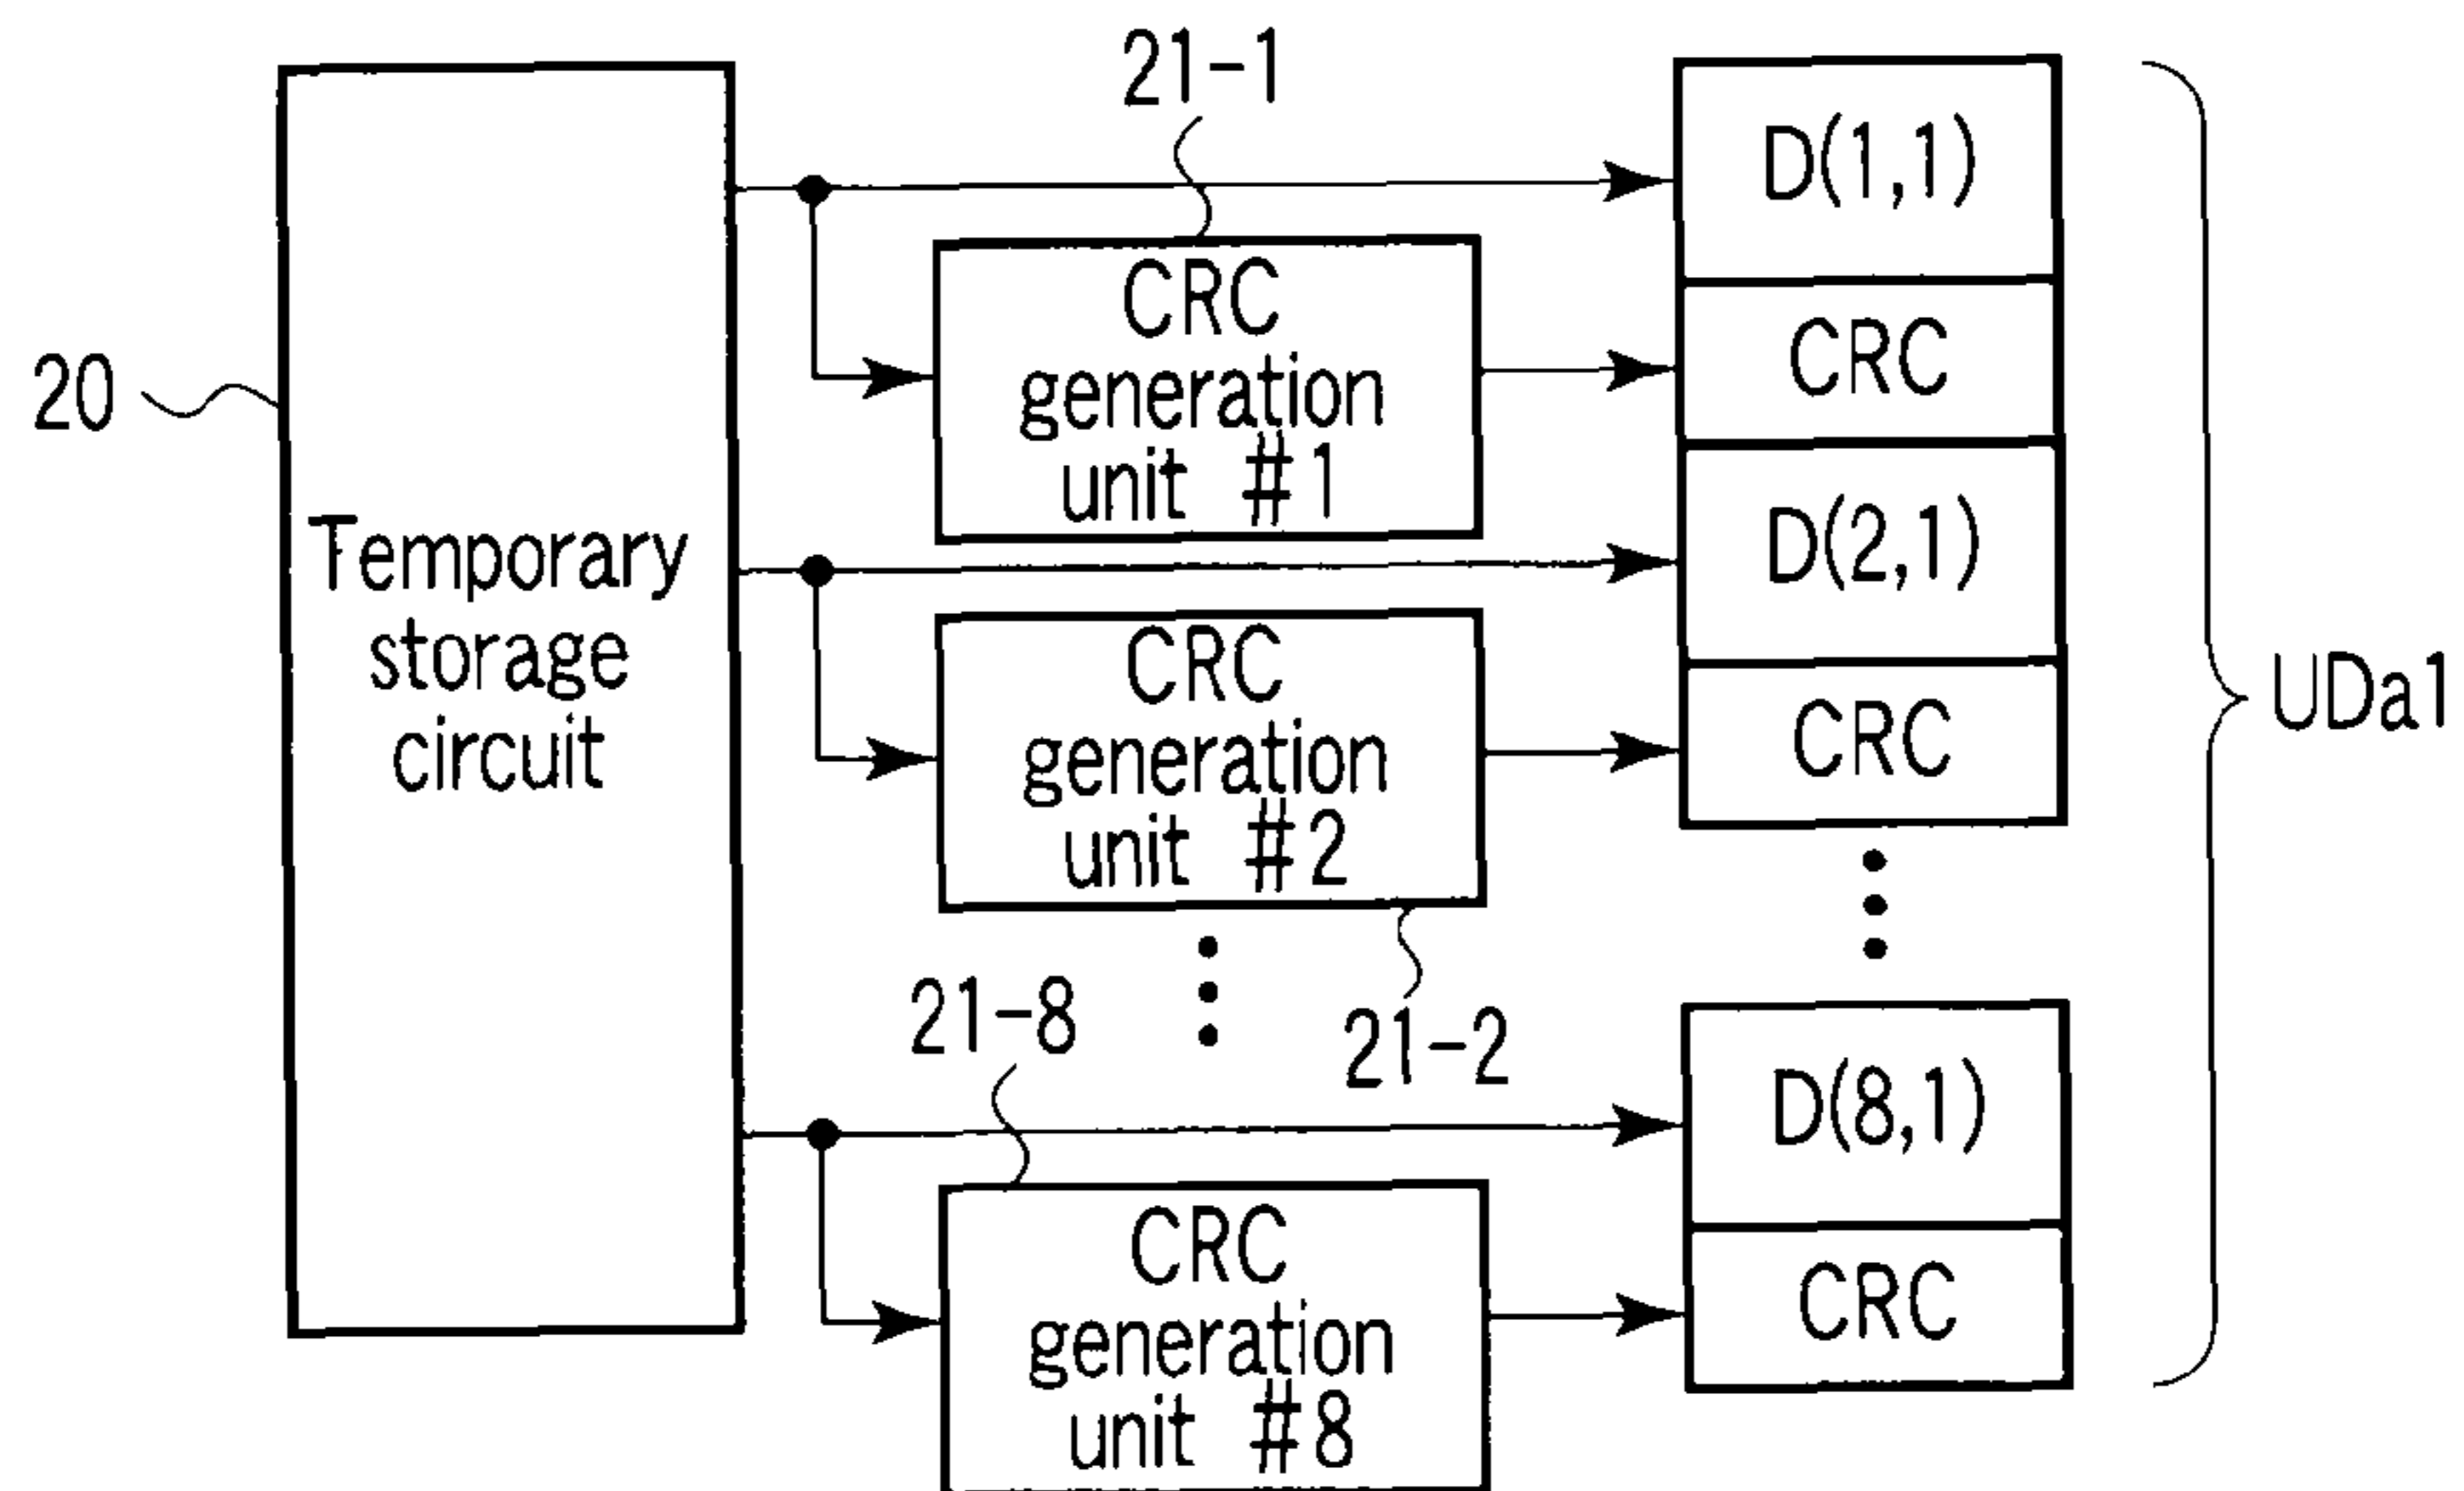 21-1
D(1,1)
CRC
generation
unit #1
CRC
20
Temporary
storage
circuit
D(2,1)
CRC
generation
unit #2
CRC
UDa1
21-8
21-2
D(8,1)
CRC
generation
unit #8
CRC